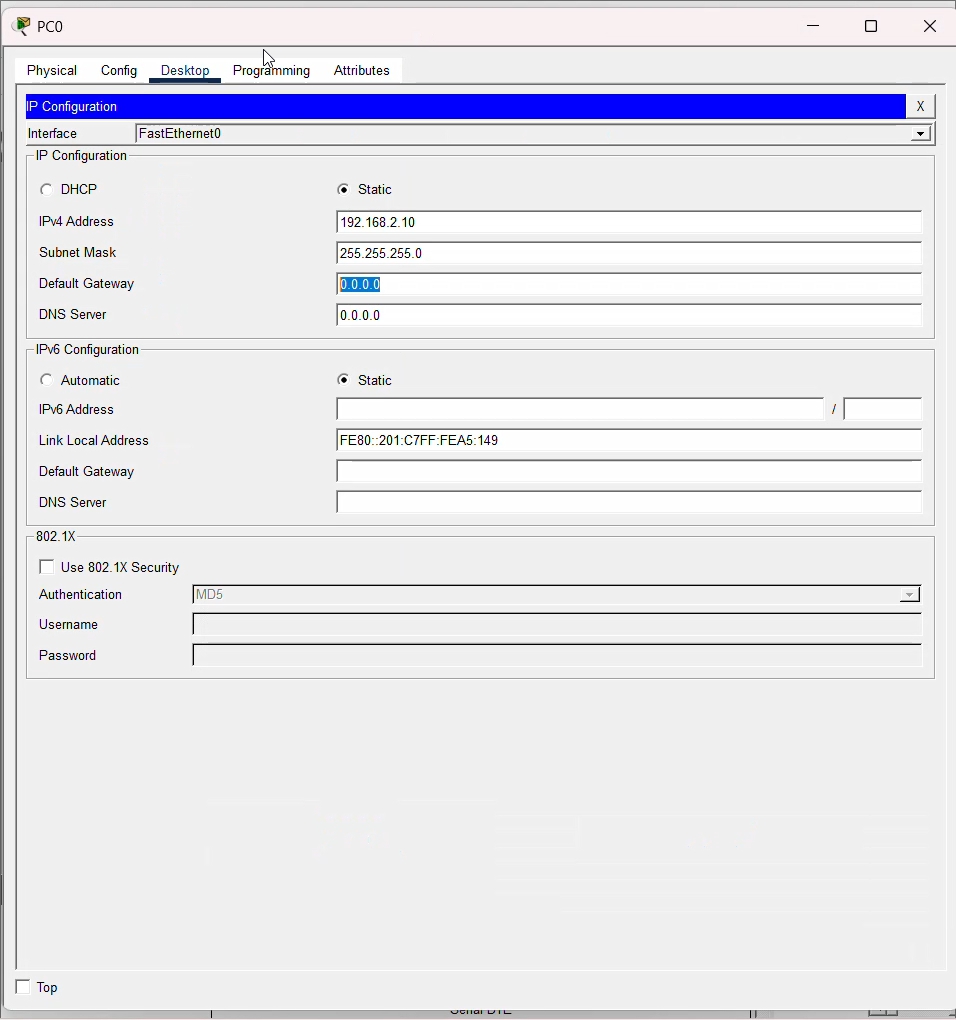 PC0
Physical Config Desktop Programming Attributes
IP Configuration X
Interface FastEthernet0
IP Configuration
DHCP Static
IPv4 Address 192.168.2.10
Subnet Mask 255.255.255.0
Default Gateway 0.0.0.0
DNS Server 0.0.0.0
IPv6 Configuration
Automatic Static
IPv6 Address /
Link Local Address FE80::201:C7FF:FEA5:149
Default Gateway
DNS Server
802.1X
Use 802.1X Security
Authentication MD5
Username
Password
Top
Serial DTE